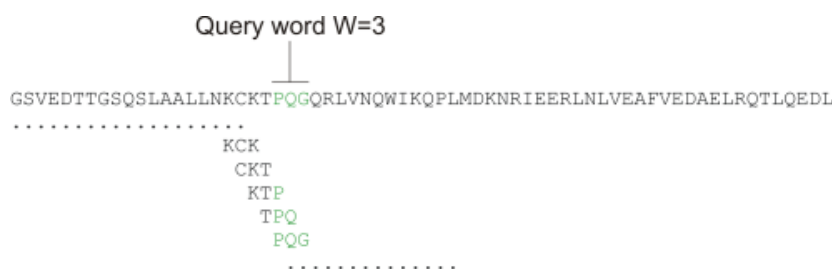 Query word W=3
GSVEDTTGSQSLAALLNKCKTPQGQRLVNQWIKQPLMDKNRIEERLNLVEAFVEDAELRQTLQEDL
...................
KCK
CKT
KTP
TPQ
PQG
..............